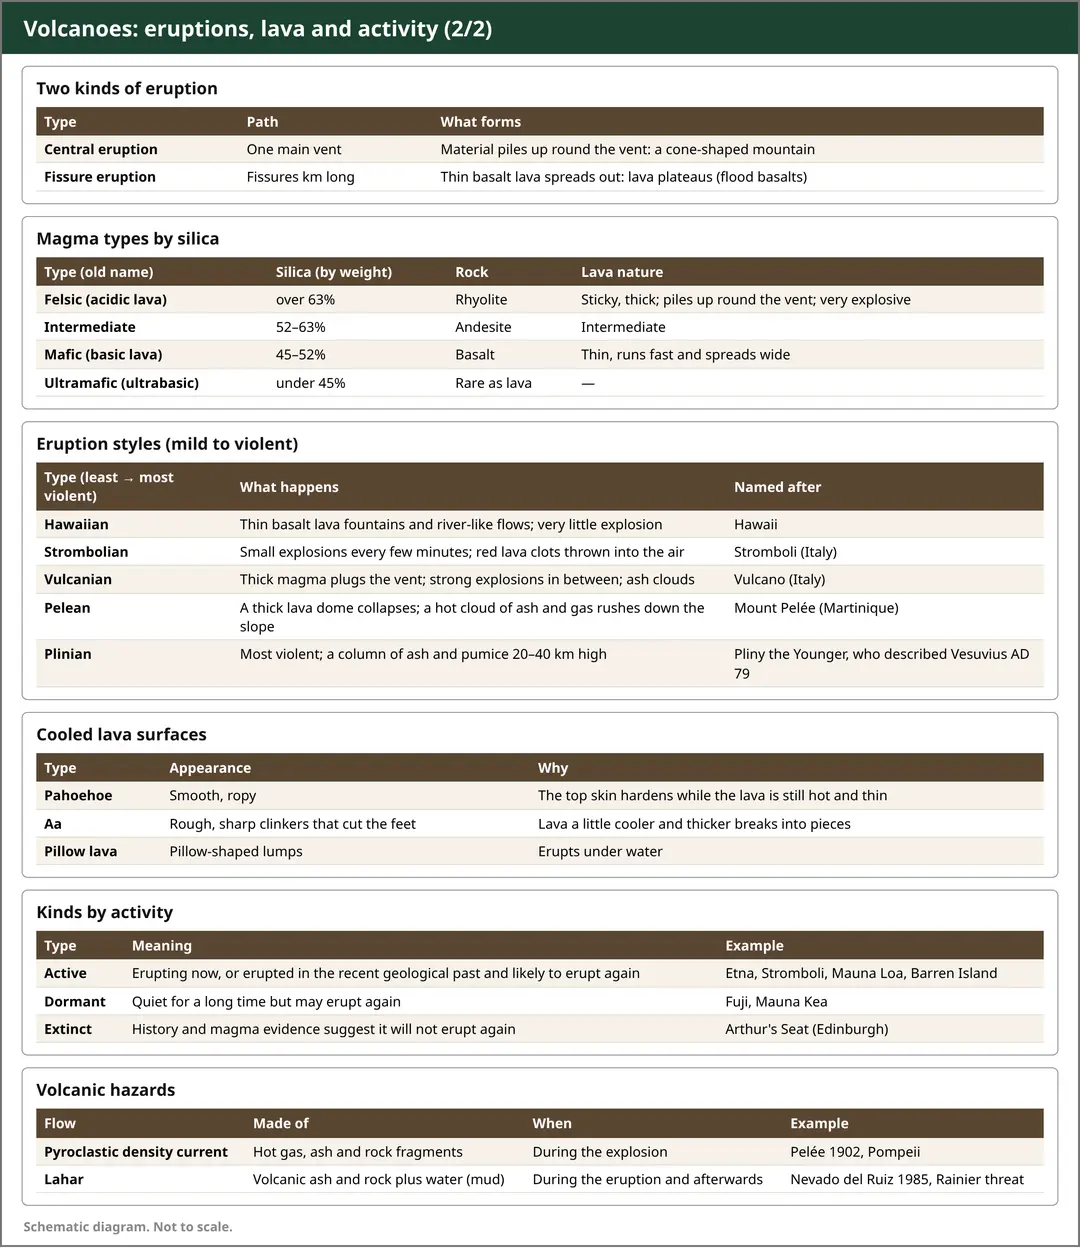 Volcanoes: eruptions, lava and activity (2/2)
Two kinds of eruption
Type Path What forms
Central eruption One main vent Material piles up round the vent: a cone-shaped mountain
Fissure eruption Fissures km long Thin basalt lava spreads out: lava plateaus (flood basalts)
Magma types by silica
Type (old name) Silica (by weight) Rock Lava nature
Felsic (acidic lava) over 63% Rhyolite Sticky, thick; piles up round the vent; very explosive
Intermediate 52–63% Andesite Intermediate
Mafic (basic lava) 45–52% Basalt Thin, runs fast and spreads wide
Ultramafic (ultrabasic) under 45% Rare as lava —
Eruption styles (mild to violent)
Type (least → most
violent) What happens Named after
Hawaiian Thin basalt lava fountains and river-like flows; very little explosion Hawaii
Strombolian Small explosions every few minutes; red lava clots thrown into the air Stromboli (Italy)
Vulcanian Thick magma plugs the vent; strong explosions in between; ash clouds Vulcano (Italy)
Pelean A thick lava dome collapses; a hot cloud of ash and gas rushes down the Mount Pelée (Martinique)
slope
Plinian Most violent; a column of ash and pumice 20–40 km high Pliny the Younger, who described Vesuvius AD
79
Cooled lava surfaces
Type Appearance Why
Pahoehoe Smooth, ropy The top skin hardens while the lava is still hot and thin
Aa Rough, sharp clinkers that cut the feet Lava a little cooler and thicker breaks into pieces
Pillow lava Pillow-shaped lumps Erupts under water
Kinds by activity
Type Meaning Example
Active Erupting now, or erupted in the recent geological past and likely to erupt again Etna, Stromboli, Mauna Loa, Barren Island
Dormant Quiet for a long time but may erupt again Fuji, Mauna Kea
Extinct History and magma evidence suggest it will not erupt again Arthur's Seat (Edinburgh)
Volcanic hazards
Flow Made of When Example
Pyroclastic density current Hot gas, ash and rock fragments During the explosion Pelée 1902, Pompeii
Lahar Volcanic ash and rock plus water (mud) During the eruption and afterwards Nevado del Ruiz 1985, Rainier threat
Schematic diagram. Not to scale.